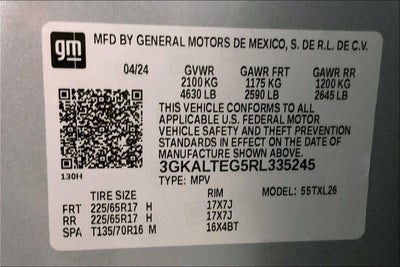 gm
MFD BY GENERAL MOTORS DE MEXICO, S. DE R.L. DE C.V.
04/24 GVWR GAWR FRT GAWR RR
2100 KG 1175 KG 1200 KG
4630 LB 2590 LB 2645 LB
THIS VEHICLE CONFORMS TO ALL
APPLICABLE U.S. FEDERAL MOTOR
VEHICLE SAFETY AND THEFT PREVENTION
STANDARDS IN EFFECT ON THE DATE OF
MANUFACTURE SHOWN ABOVE.
130H
3GKALTEG5RL335245
TYPE: MPV
TIRE SIZE RIM 55TXL26
FRT 225/65R17 H 17X7J
RR 225/65R17 H 17X7J
SPA T135/70R16 M 16X4BT